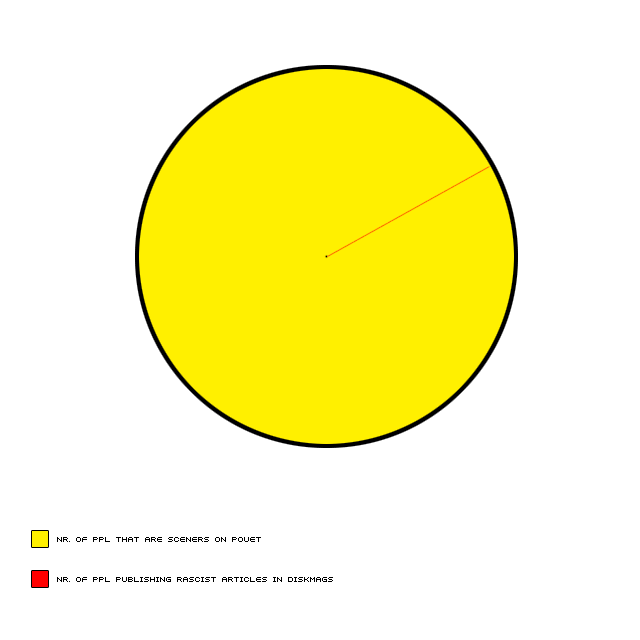 NR. OF PPL THAT ARE SCENERS ON POUET
NR. OF PPL PUBLISHING RASCIST ARTICLES IN DISKMAGS